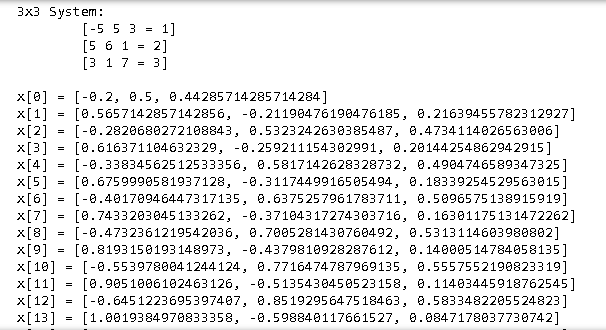 3x3 System:
[-5 5 3 = 1]
[5 6 1 = 2]
[3 1 7 = 3]
x[0] = [-0.2, 0.5, 0.44285714285714284]
x[1] = [0.5657142857142856, -0.21190476190476185, 0.21639455782312927]
x[2] = [-0.2820680272108843, 0.5323242630385487, 0.4734114026563006]
x[3] = [0.616371104632329, -0.259211154302991, 0.20144254862942915]
x[4] = [-0.33834562512533356, 0.5817142628328732, 0.4904746589347325]
x[5] = [0.6759990581937128, -0.3117449916505494, 0.18339254529563015]
x[6] = [-0.40170946447317135, 0.6375257961783711, 0.5096575138915919]
x[7] = [0.7433203045133262, -0.37104317274303716, 0.16301175131472262]
x[8] = [-0.4732361219542036, 0.7005281430760492, 0.5313114603980802]
x[9] = [0.8193150193148973, -0.4379810928287612, 0.14000514784058135]
x[10] = [-0.5539780041244124, 0.7716474787969135, 0.5557552190823319]
x[11] = [0.9051006102463126, -0.5135430450523158, 0.11403445918762545]
x[12] = [-0.6451223695397407, 0.8519295647518463, 0.5833482205524823]
x[13] = [1.0019384970833358, -0.598840117661527, 0.0847178037730742]